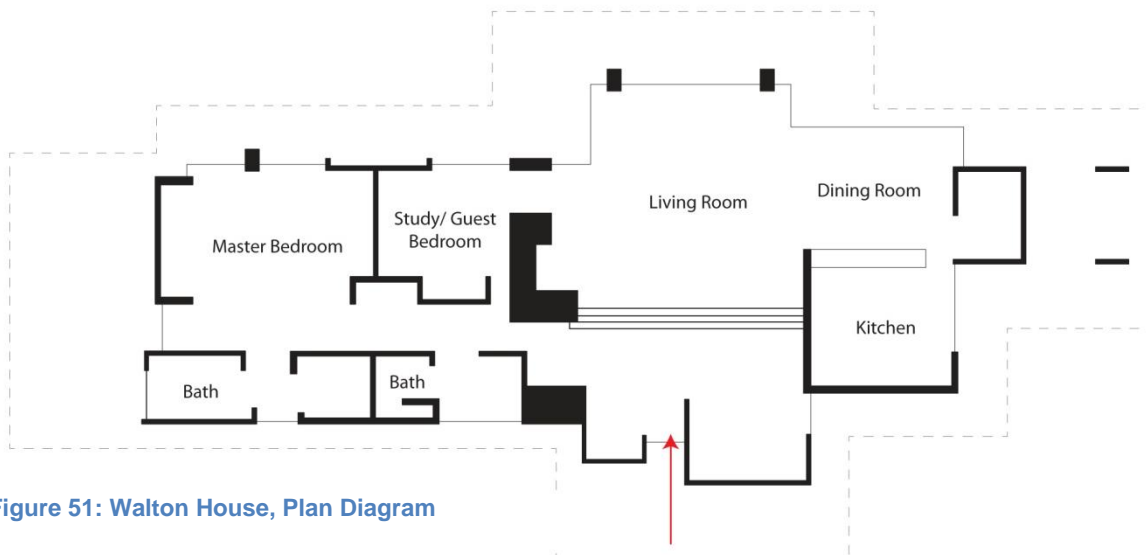 Living Room
Dining Room
Study/ Guest
Bedroom
Master Bedroom
Kitchen
Bath
Bath
Figure 51: Walton House, Plan Diagram